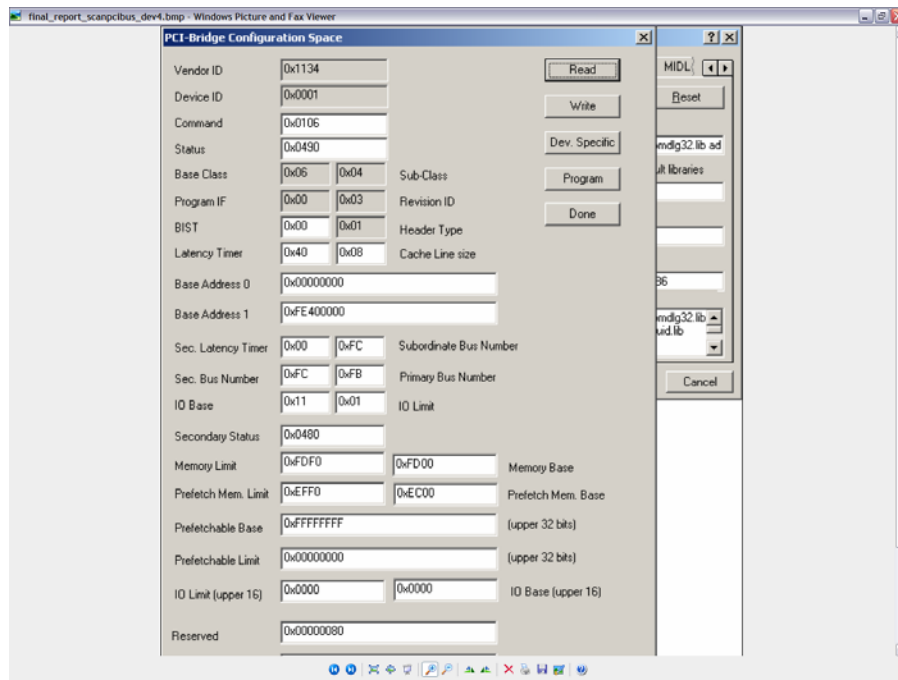 final_report_scanpcibus_dev4.bmp - Windows Picture and Fax Viewer
PCI-Bridge Configuration Space
Vendor ID 0x1134 Read
Device ID 0x0001
Command 0x0106 Write
Status 0x0490 Dev. Specific
Base Class 0x06 0x04 Sub-Class Program
Program IF 0x00 0x03 Revision ID
BIST 0x00 0x01 Header Type Done
Latency Timer 0x40 0x08 Cache Line size
Base Address 0 0x00000000
Base Address 1 0xFE400000
Sec. Latency Timer 0x00 0xFC Subordinate Bus Number
Sec. Bus Number 0xFC 0xFB Primary Bus Number
IO Base 0x11 0x01 IO Limit
Secondary Status 0x0480
Memory Limit 0xFDF0 0xFD00 Memory Base
Prefetch Mem. Limit 0xEFF0 0xEC00 Prefetch Mem. Base
Prefetchable Base 0xFFFFFFFF (upper 32 bits)
Prefetchable Limit 0x00000000 (upper 32 bits)
IO Limit (upper 16) 0x0000 0x0000 IO Base (upper 16)
Reserved 0x00000080
MIDL
Reset
mdlg32.lib ad
ult libraries
86
omdlg32.lib
uid.lib
Cancel